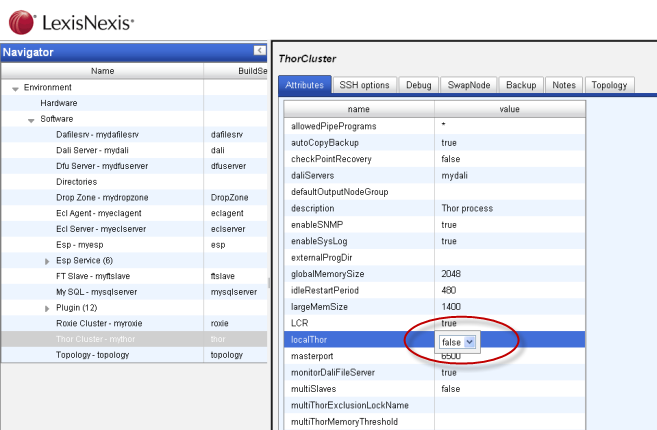 LexisNexis®
Navigator
Name BuildSe
Environment
Hardware
Software
Dafilesrv - mydafilesrv dafilesrv
Dali Server - mydali dali
Dfu Server - mydfuserver dfuserver
Directories
Drop Zone - mydropzone DropZone
Ecl Agent - myeclagent eclagent
Ecl Server - myeclserver eclserver
Esp - myesp esp
Esp Service (6)
FT Slave - myftslave ftslave
My SQL - mysqlserver mysqlserver
Plugin (12)
Roxie Cluster - myroxie roxie
Thor Cluster - mythor thor
Topology - topology topology
ThorCluster
Attributes SSH options Debug SwapNode Backup Notes Topology
name value
allowedPipePrograms *
autoCopyBackup true
checkPointRecovery false
daliServers mydali
defaultOutputNodeGroup
description Thor process
enableSNMP true
enableSysLog true
externalProgDir
globalMemorySize 2048
idleRestartPeriod 480
largeMemSize 1400
LCR true
localThor false
masterport 6500
monitorDaliFileServer true
multiSlaves false
multiThorExclusionLockName
multiThorMemoryThreshold